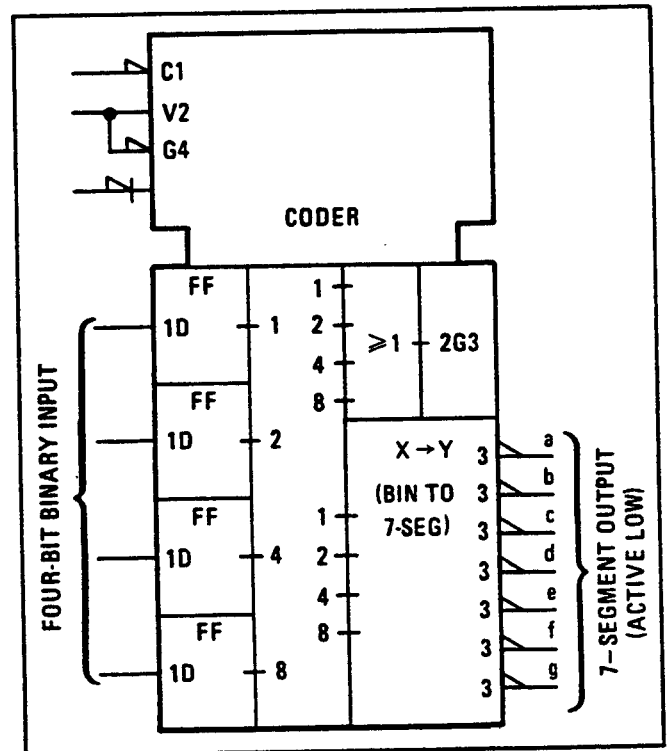 C1
V2
G4
CODER
FF
1D
1
FF
1D
2
FF
1D
4
FF
1D
8
1
2
4
8
≥1
2G3
X→Y
(BIN TO
7-SEG)
1
2
4
8
3 a
3 b
3 c
3 d
3 e
3 f
3 g
FOUR-BIT BINARY INPUT
7-SEGMENT OUTPUT
(ACTIVE LOW)